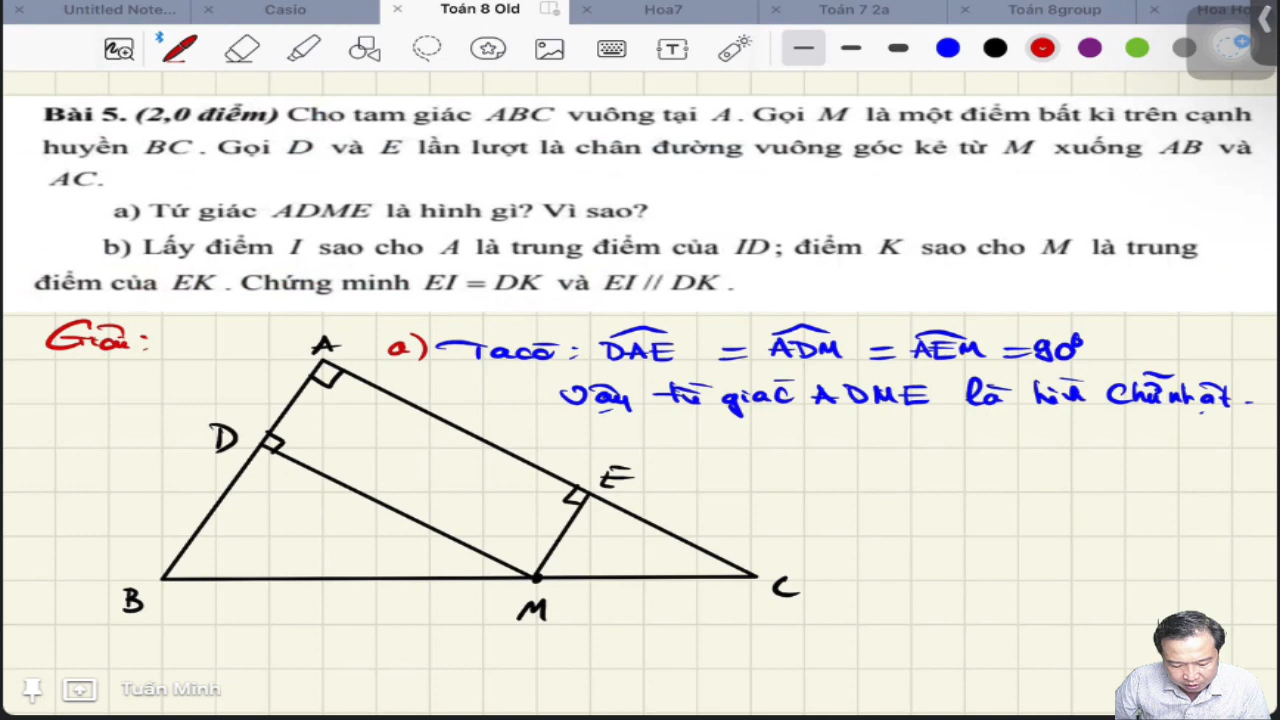 Untitled Note... Casio Toán 8 Old Hoa7 Toán 7 2a Toán 8group Hoa Họ
Bài 5. (2,0 điểm) Cho tam giác ABC vuông tại A. Gọi M là một điểm bất kì trên cạnh
huyền BC. Gọi D và E lần lượt là chân đường vuông góc kẻ từ M xuống AB và
AC.
a) Tứ giác ADME là hình gì? Vì sao?
b) Lấy điểm I sao cho A là trung điểm của ID; điểm K sao cho M là trung
điểm của EK. Chứng minh EI = DK và EI // DK.
Giải:
A
a) Ta có: DAE = ADM = AEM = 90°
Vậy tứ giác ADME là hình chữ nhật.
D
E
B
M
C
Tuấn Minh